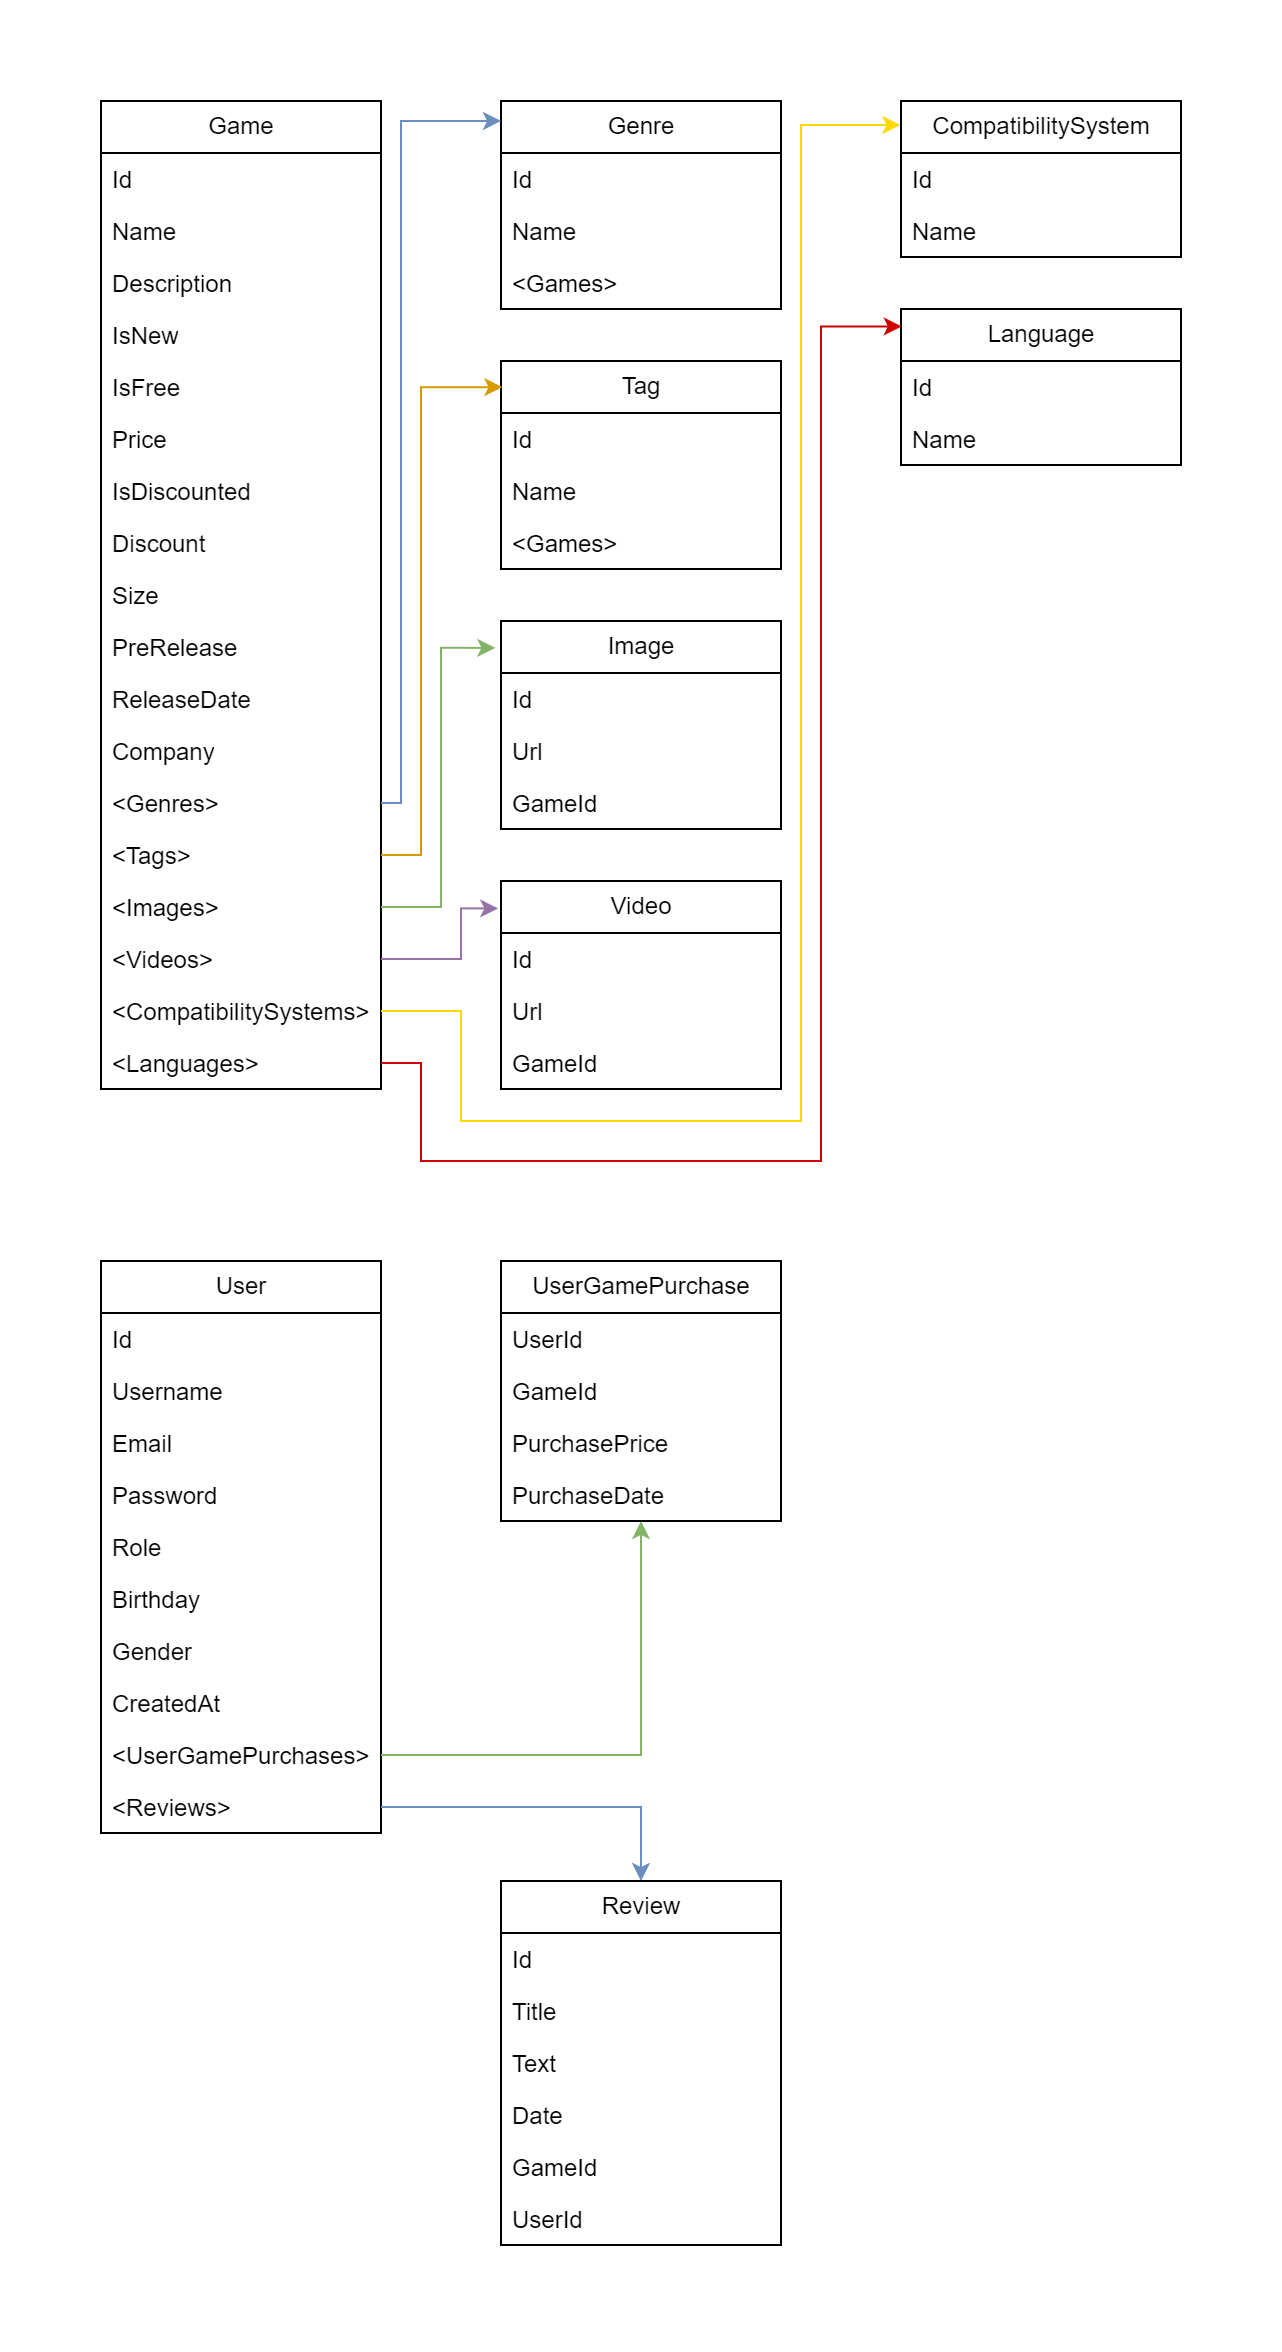 Game
Id
Name
Description
IsNew
IsFree
Price
IsDiscounted
Discount
Size
PreRelease
ReleaseDate
Company
<Genres>
<Tags>
<Images>
<Videos>
<CompatibilitySystems>
<Languages>
Genre
Id
Name
<Games>
Tag
Id
Name
<Games>
Image
Id
Url
GameId
Video
Id
Url
GameId
CompatibilitySystem
Id
Name
Language
Id
Name
User
Id
Username
Email
Password
Role
Birthday
Gender
CreatedAt
<UserGamePurchases>
<Reviews>
UserGamePurchase
UserId
GameId
PurchasePrice
PurchaseDate
Review
Id
Title
Text
Date
GameId
UserId